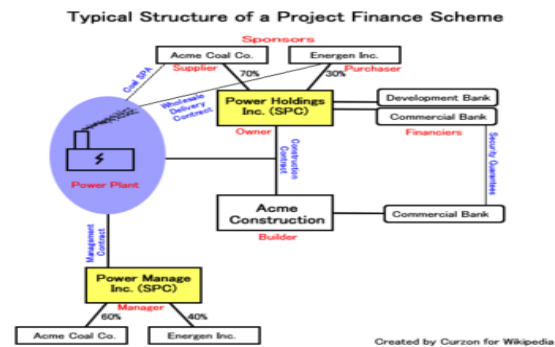 Typical Structure of a Project Finance Scheme
Sponsors
Acme Coal Co.
Energen Inc.
Supplier
Purchaser
70%
30%
Coal SPA
Wholesale
Delivery
Contract
Power Holdings
Inc. (SPC)
Owner
Development Bank
Commercial Bank
Financiers
Construction
Contract
Security Guarantees
Power Plant
Acme
Construction
Builder
Commercial Bank
Management
Contract
Power Manage
Inc. (SPC)
Manager
60%
40%
Acme Coal Co.
Energen Inc.
Created by Curzon for Wikipedia